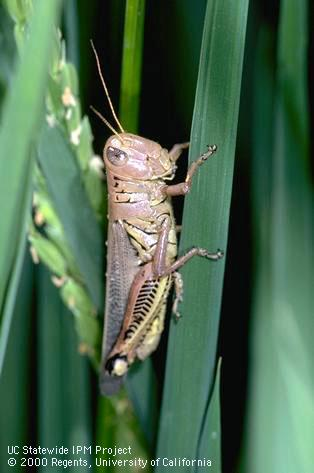 UC Statewide IPM Project
© 2000 Regents, University of California